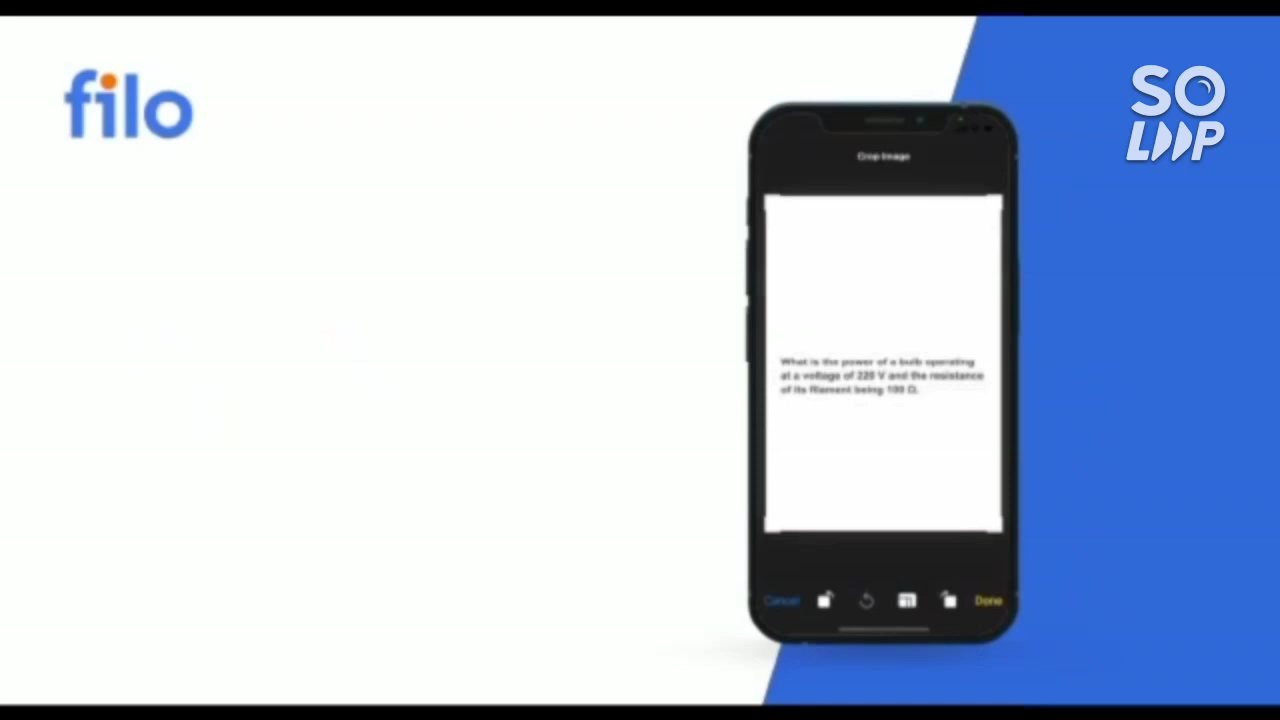 filo
SO
LOOP
Crop Image
What is the power of a bulb operating
at a voltage of 220 V and the resistance
of its filament being 100 Ω.
Cancel
Done